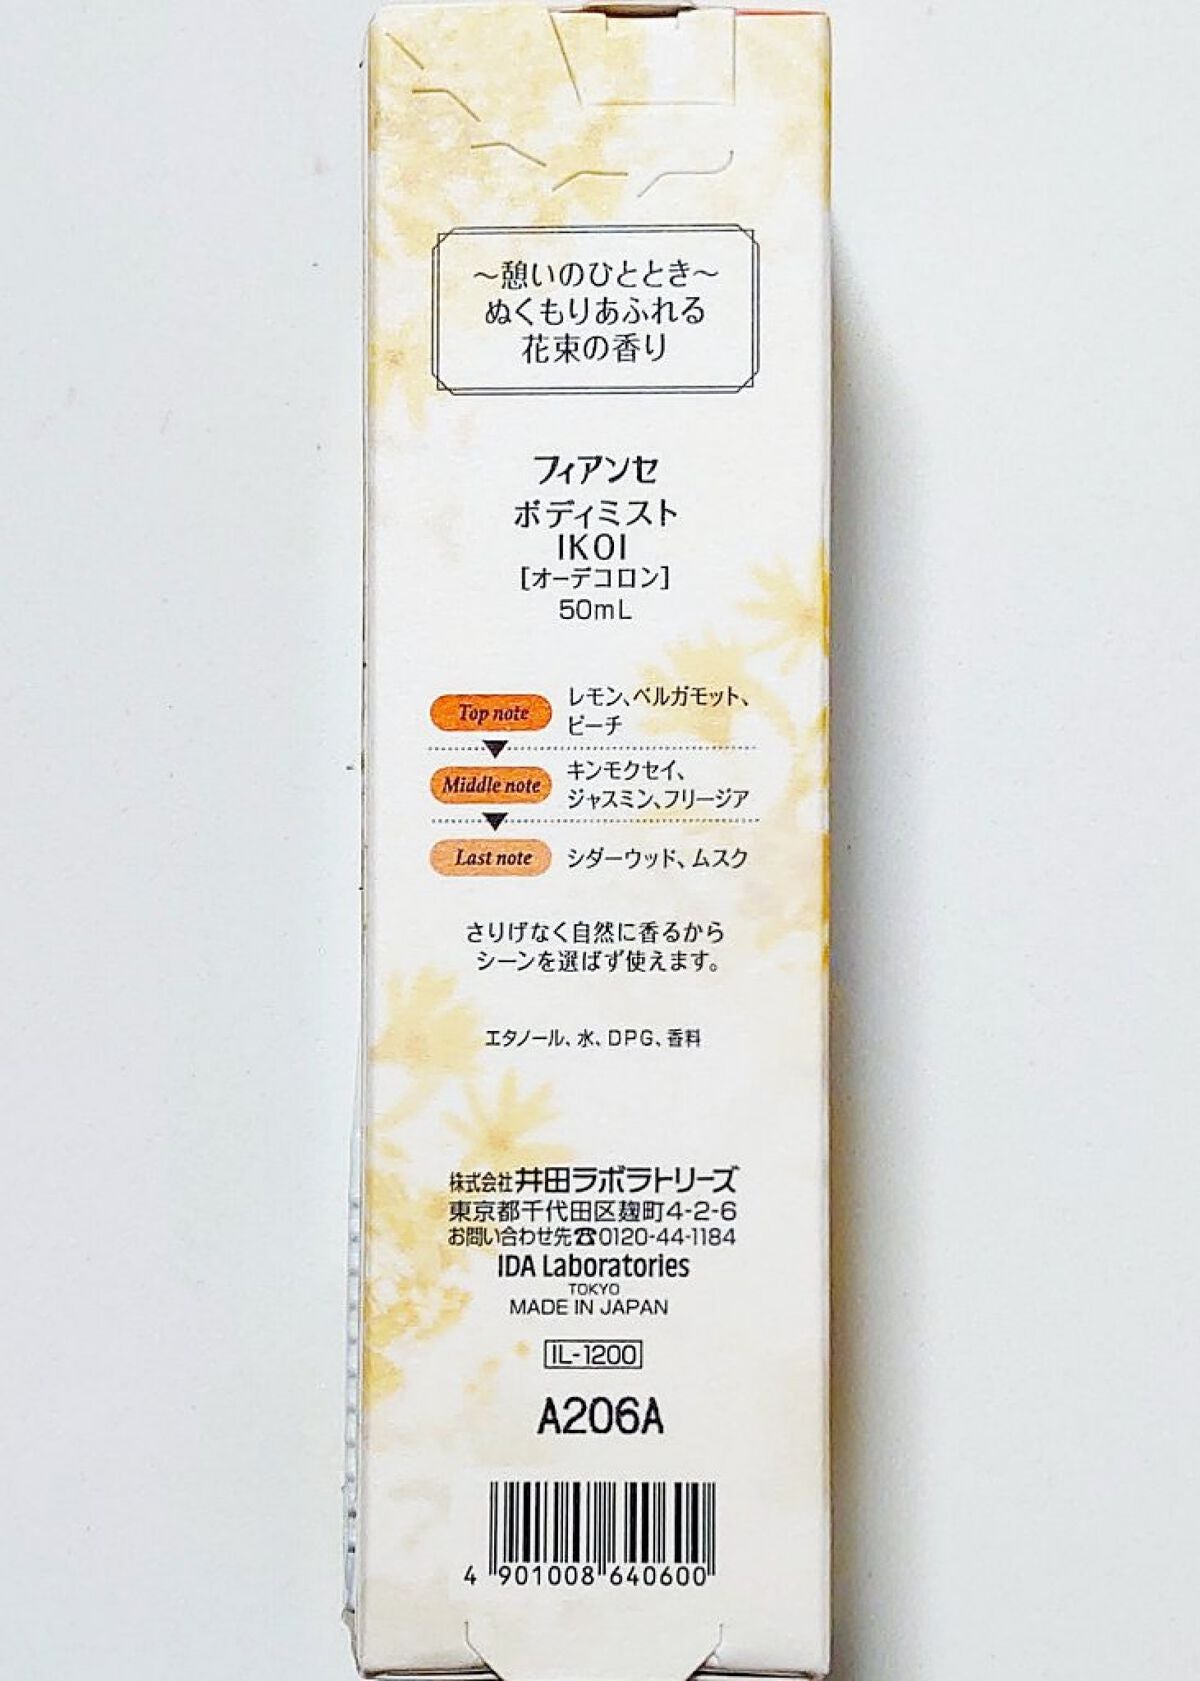 ～憩いのひととき～
ぬくもりあふれる
花束の香り
フィアンセ
ボディミスト
IKOI
[オーデコロン]
50mL
Top note レモン、ベルガモット、
ピーチ
Middle note キンモクセイ、
ジャスミン、フリージア
Last note シダーウッド、ムスク
さりげなく自然に香るから
シーンを選ばず使えます。
エタノール、水、DPG、香料
株式会社井田ラボラトリーズ
東京都千代田区麹町4-2-6
お問い合わせ先☎0120-44-1184
IDA Laboratories
TOKYO
MADE IN JAPAN
IL-1200
A206A
4 901008 640600